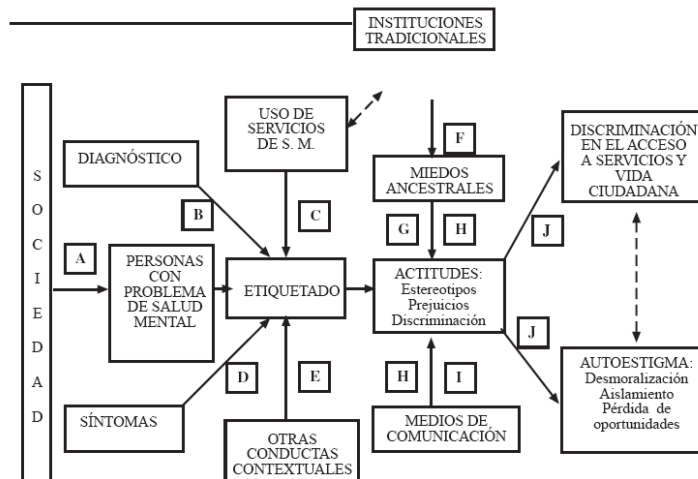 INSTITUCIONES
TRADICIONALES
USO DE
SERVICIOS
DE S. M.
F
DISCRIMINACIÓN
EN EL ACCESO
A SERVICIOS Y
VIDA
CIUDADANA
DIAGNÓSTICO
MIEDOS
ANCESTRALES
B
C
G
H
J
SOCIEDAD
A
PERSONAS
CON
PROBLEMA
DE SALUD
MENTAL
ETIQUETADO
ACTITUDES:
Estereotipos
Prejuicios
Discriminación
J
D
E
H
I
AUTOESTIGMA:
Desmoralización
Aislamiento
Pérdida de
oportunidades
SÍNTOMAS
OTRAS
CONDUCTAS
CONTEXTUALES
MEDIOS DE
COMUNICACIÓN